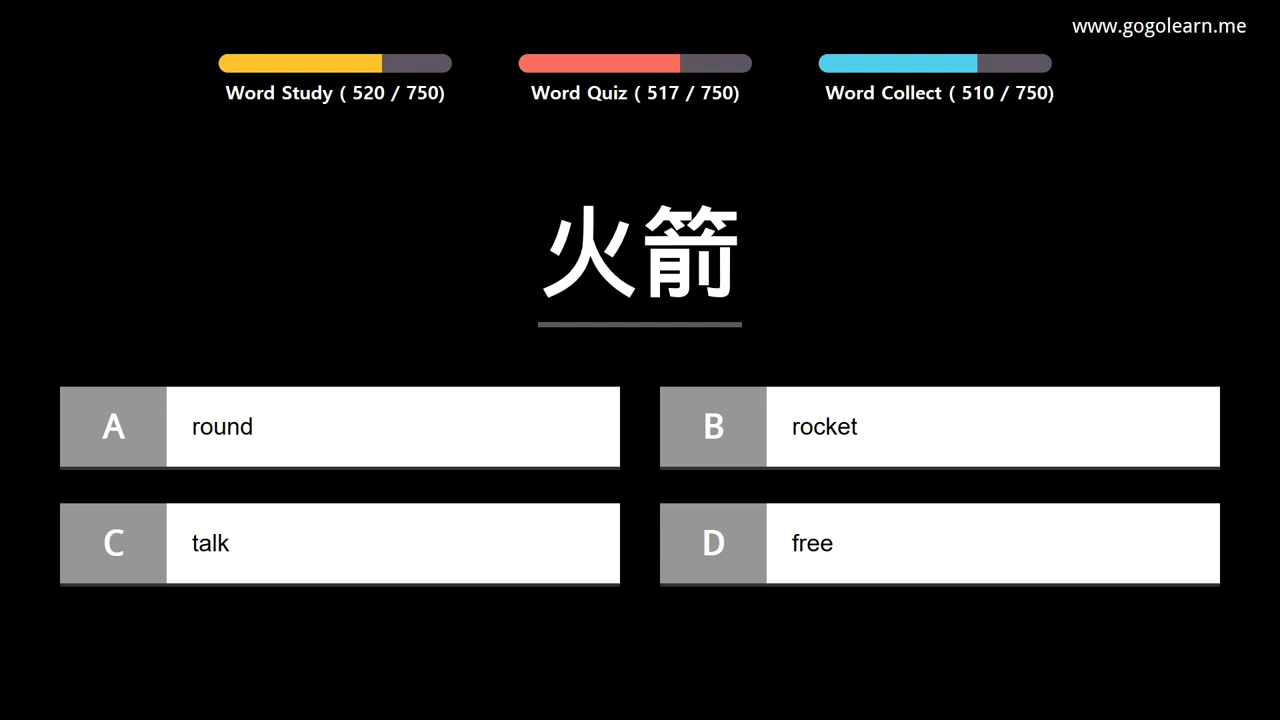 www.gogolearn.me
Word Study ( 520 / 750)
Word Quiz ( 517 / 750)
Word Collect ( 510 / 750)
火箭
A
round
B
rocket
C
talk
D
free